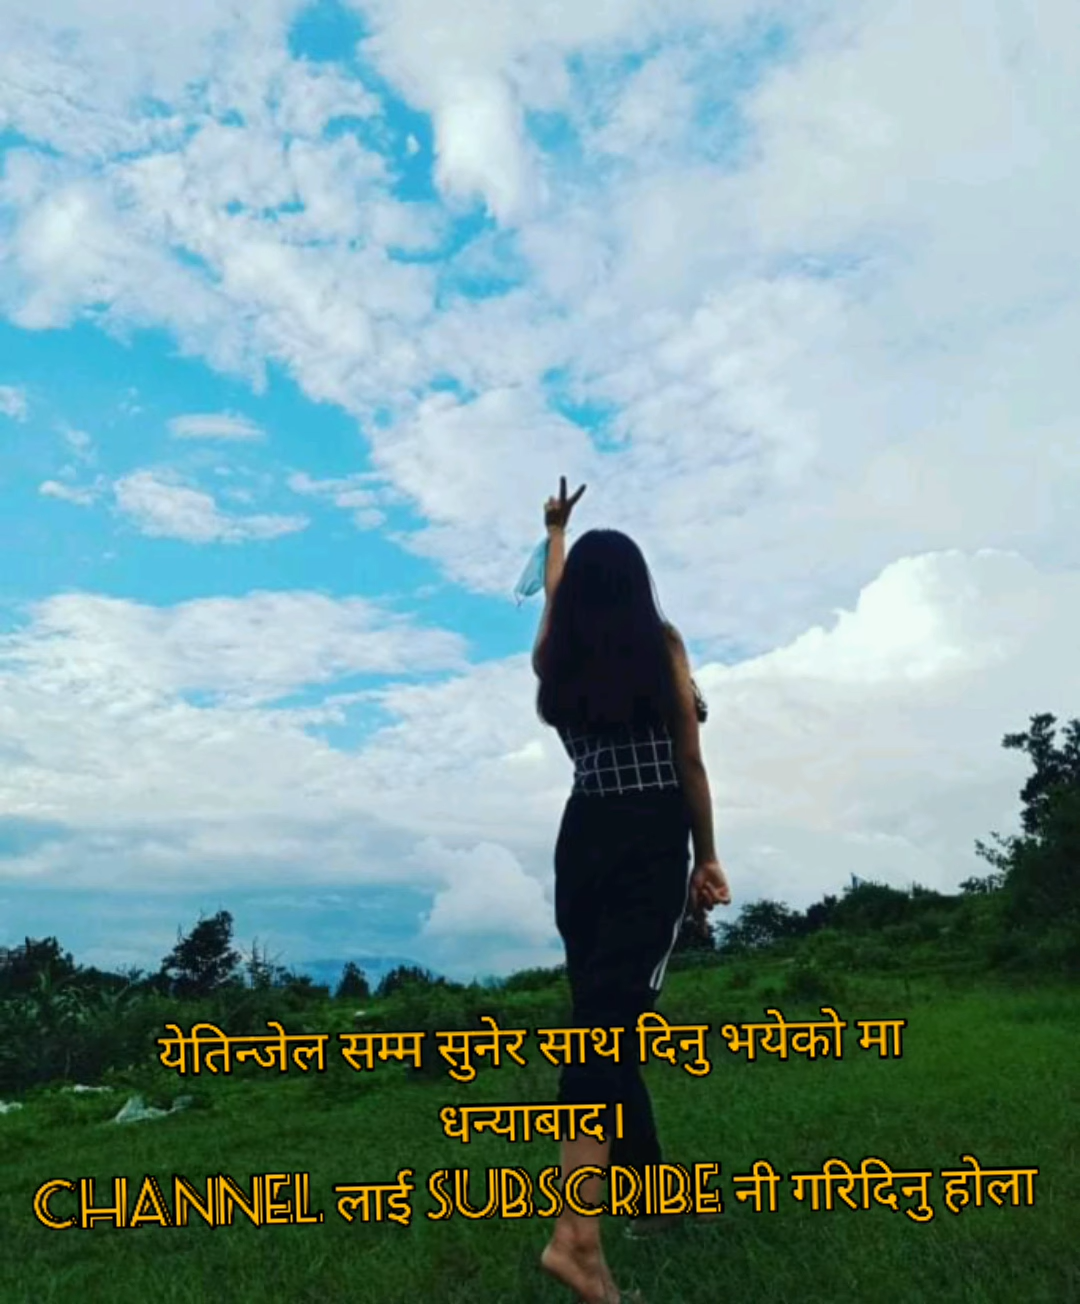 येतिन्जेल सम्म सुनेर साथ दिनु भयेको मा
धन्याबाद।
CHANNEL लाई SUBSCRIBE नी गरिदिनु होला